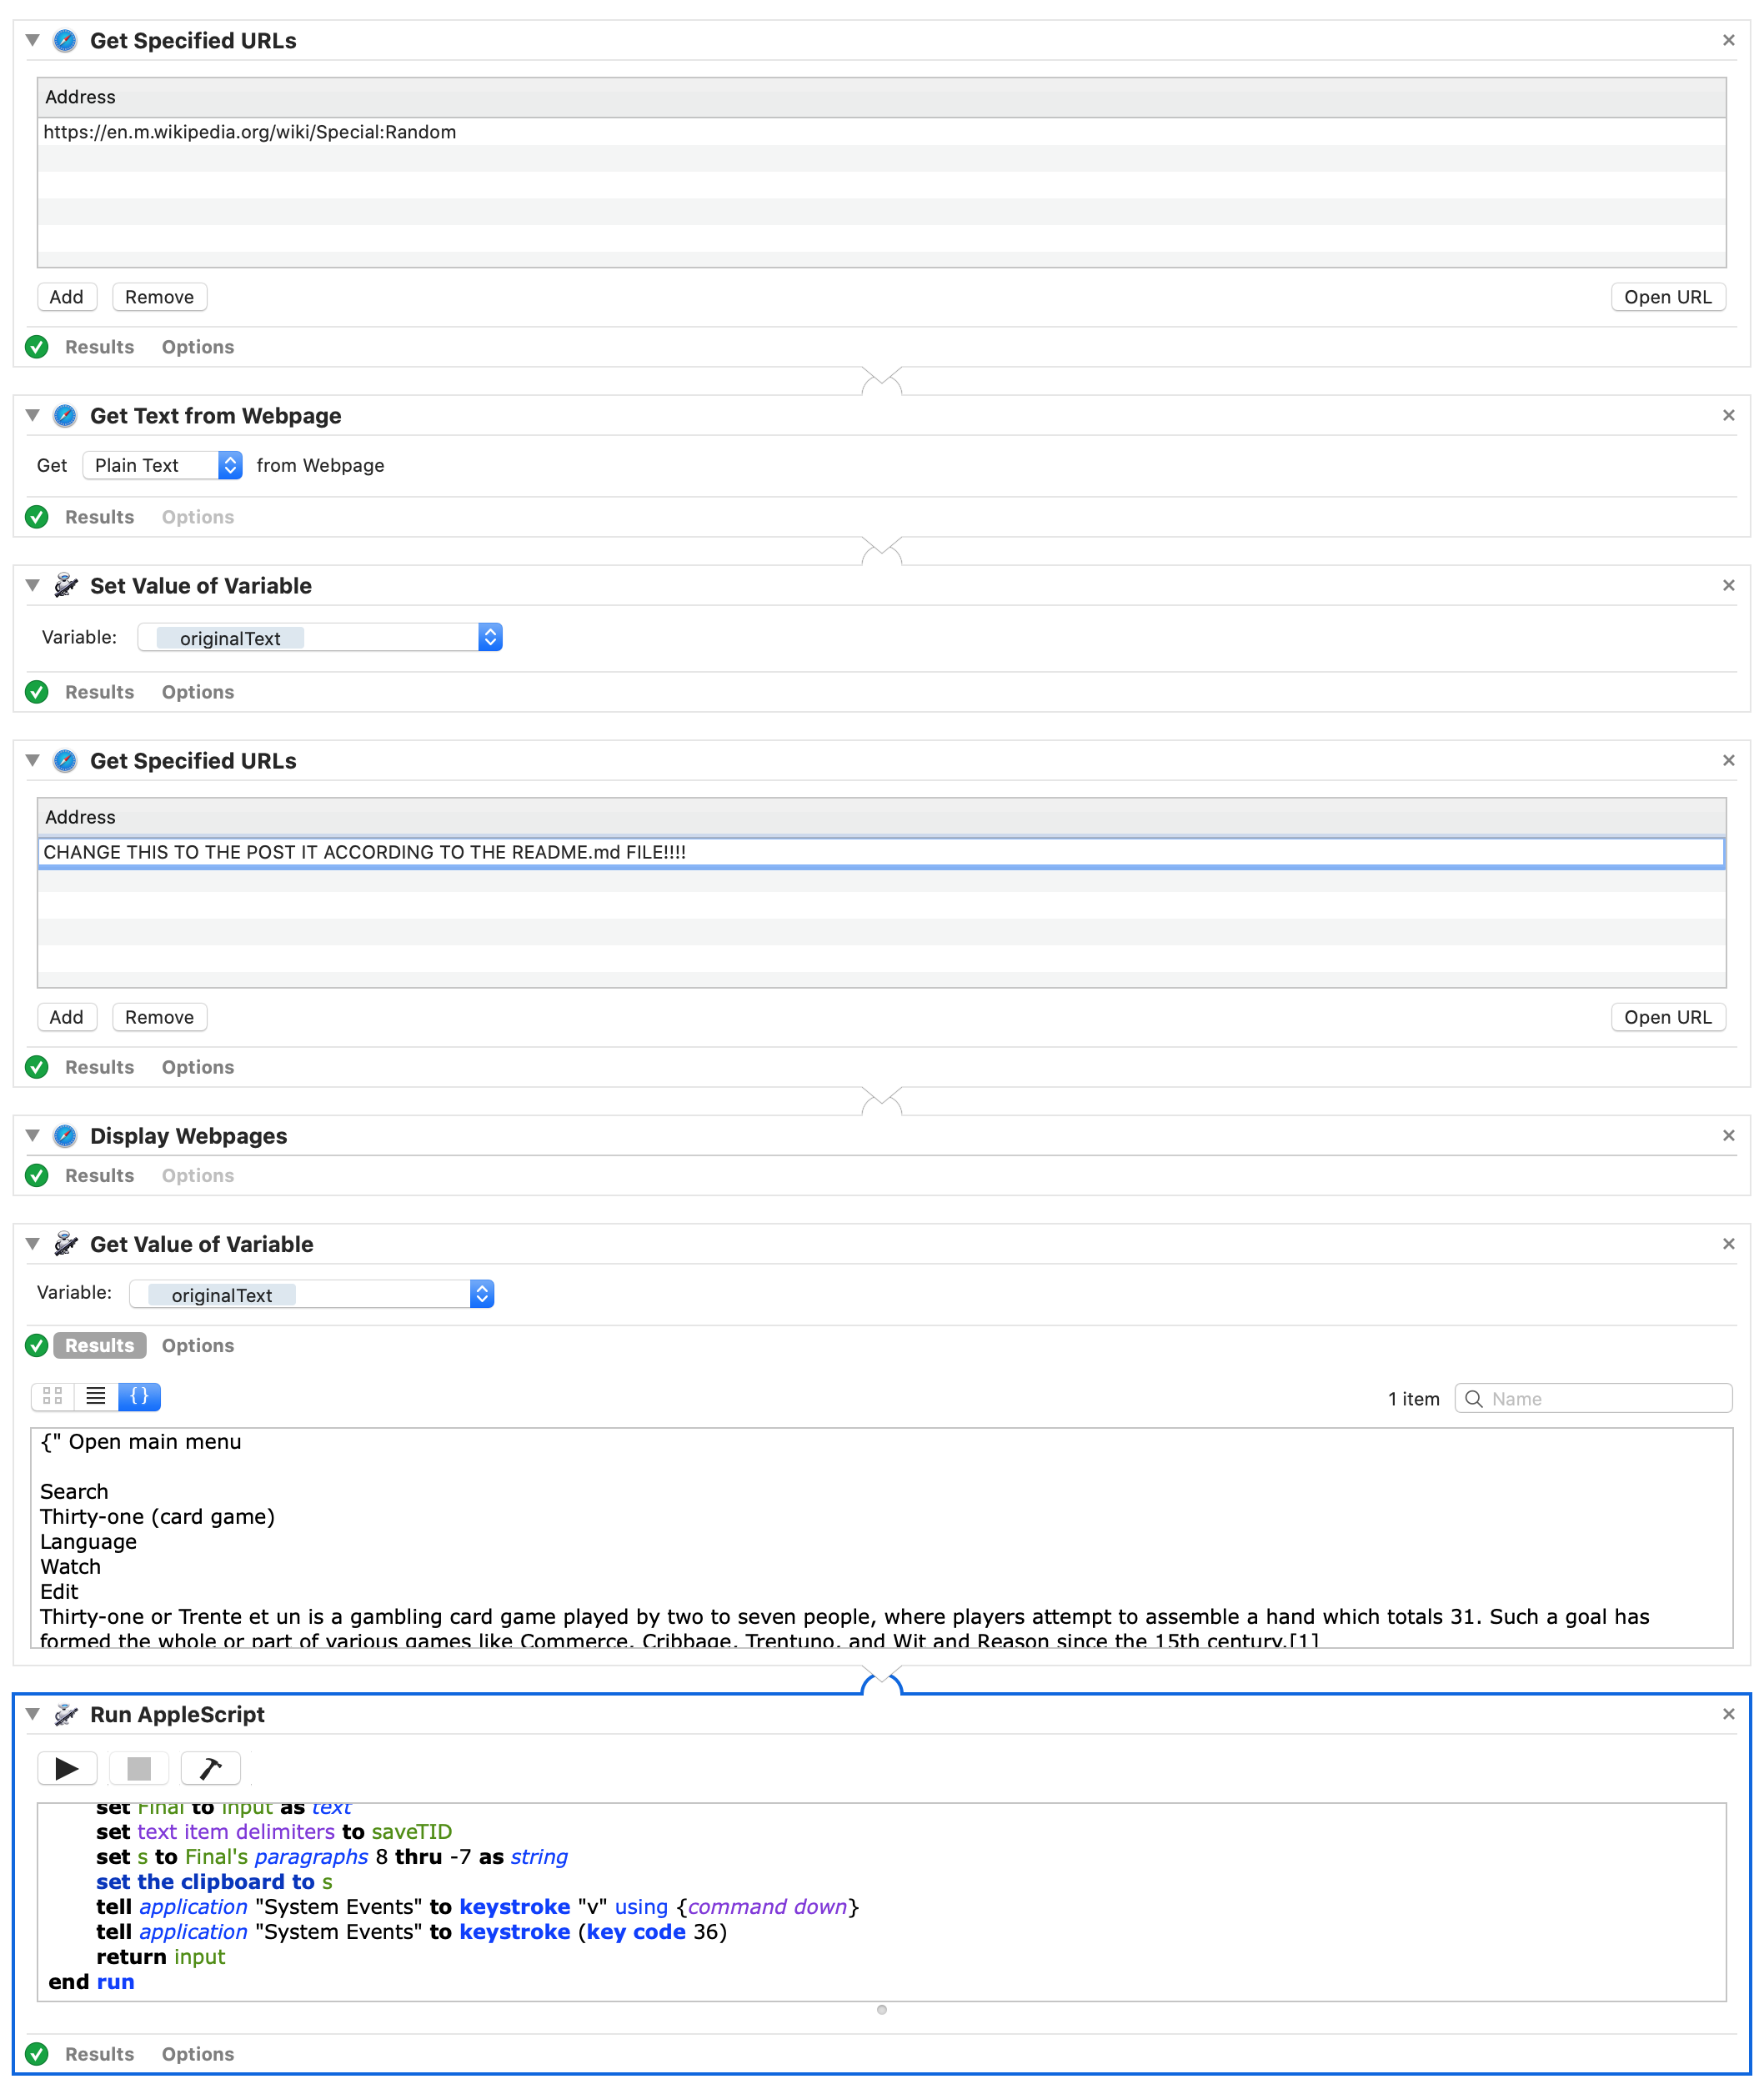 Get Specified URLs
Address
https://en.m.wikipedia.org/wiki/Special:Random
Add Remove Open URL
Results Options
Get Text from Webpage
Get Plain Text from Webpage
Results Options
Set Value of Variable
Variable: originalText
Results Options
Get Specified URLs
Address
CHANGE THIS TO THE POST IT ACCORDING TO THE README.md FILE!!!!
Add Remove Open URL
Results Options
Display Webpages
Results Options
Get Value of Variable
Variable: originalText
Results Options
{} 1 item Name
{" Open main menu
Search
Thirty-one (card game)
Language
Watch
Edit
Thirty-one or Trente et un is a gambling card game played by two to seven people, where players attempt to assemble a hand which totals 31. Such a goal has
formed the whole or part of various games like Commerce, Cribbage, Trentuno, and Wit and Reason since the 15th century.[1]
Run AppleScript
set Final to input as text
set text item delimiters to saveTID
set s to Final's paragraphs 8 thru -7 as string
set the clipboard to s
tell application "System Events" to keystroke "v" using {command down}
tell application "System Events" to keystroke (key code 36)
return input
end run
Results Options